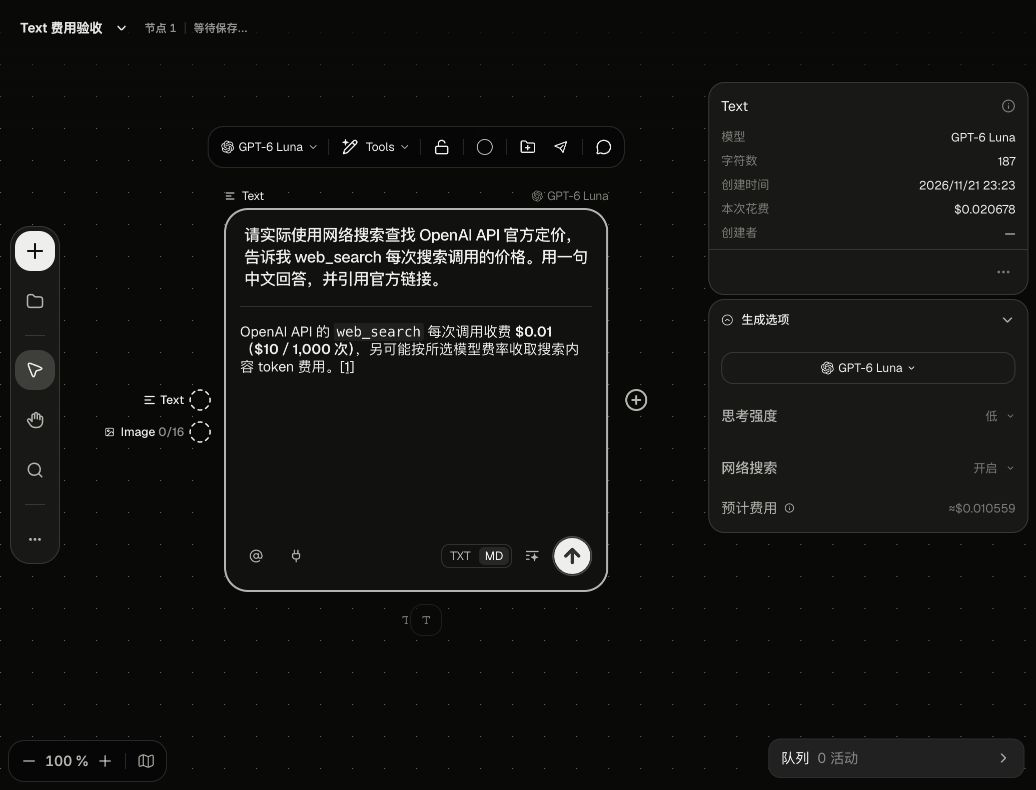 Text 费用验收
节点 1
等待保存...
GPT-6 Luna
Tools
Text
GPT-6 Luna
请实际使用网络搜索查找 OpenAI API 官方定价，
告诉我 web_search 每次搜索调用的价格。用一句
中文回答，并引用官方链接。
OpenAI API 的 web_search 每次调用收费 $0.01
（$10 / 1,000 次），另可能按所选模型费率收取搜索内
容 token 费用。[1]
Text
Image 0/16
@
TXT MD
T
T
100 %
Text
模型 GPT-6 Luna
字符数 187
创建时间 2026/11/21 23:23
本次花费 $0.020678
创建者 —
生成选项
GPT-6 Luna
思考强度 低
网络搜索 开启
预计费用 ≈$0.010559
队列 0 活动